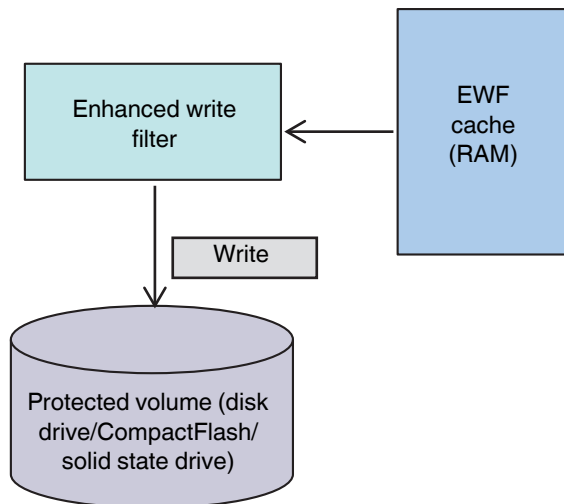 Enhanced write
filter
EWF
cache
(RAM)
Write
Protected volume (disk
drive/CompactFlash/
solid state drive)